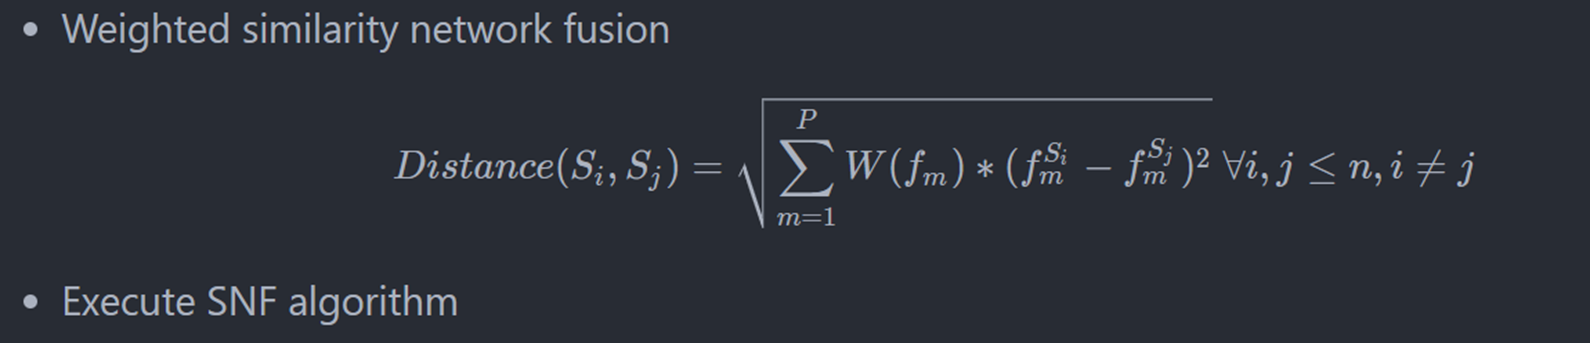 • Weighted similarity network fusion
$Distance(S_i, S_j) = \sqrt{\sum_{m=1}^{P} W(f_m) * (f_m^{S_i} - f_m^{S_j})^2} \; \forall i, j \leq n, i \neq j$
• Execute SNF algorithm